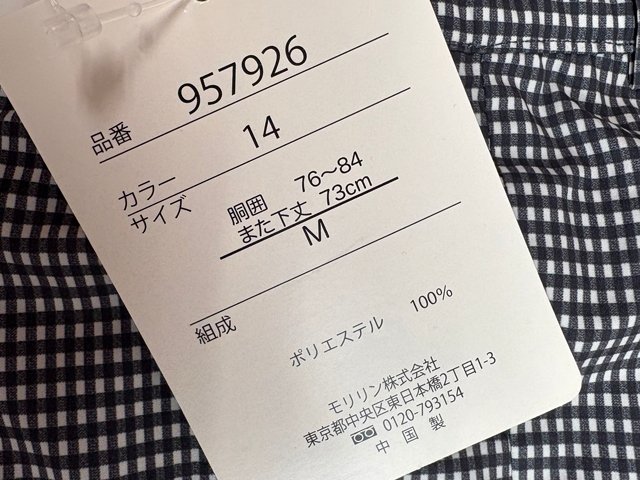 品番 957926
カラー 14
サイズ 胴囲 76〜84
また下丈 73cm
M
組成
ポリエステル 100%
モリリン株式会社
東京都中央区東日本橋2丁目1-3
0120-793154
中国製